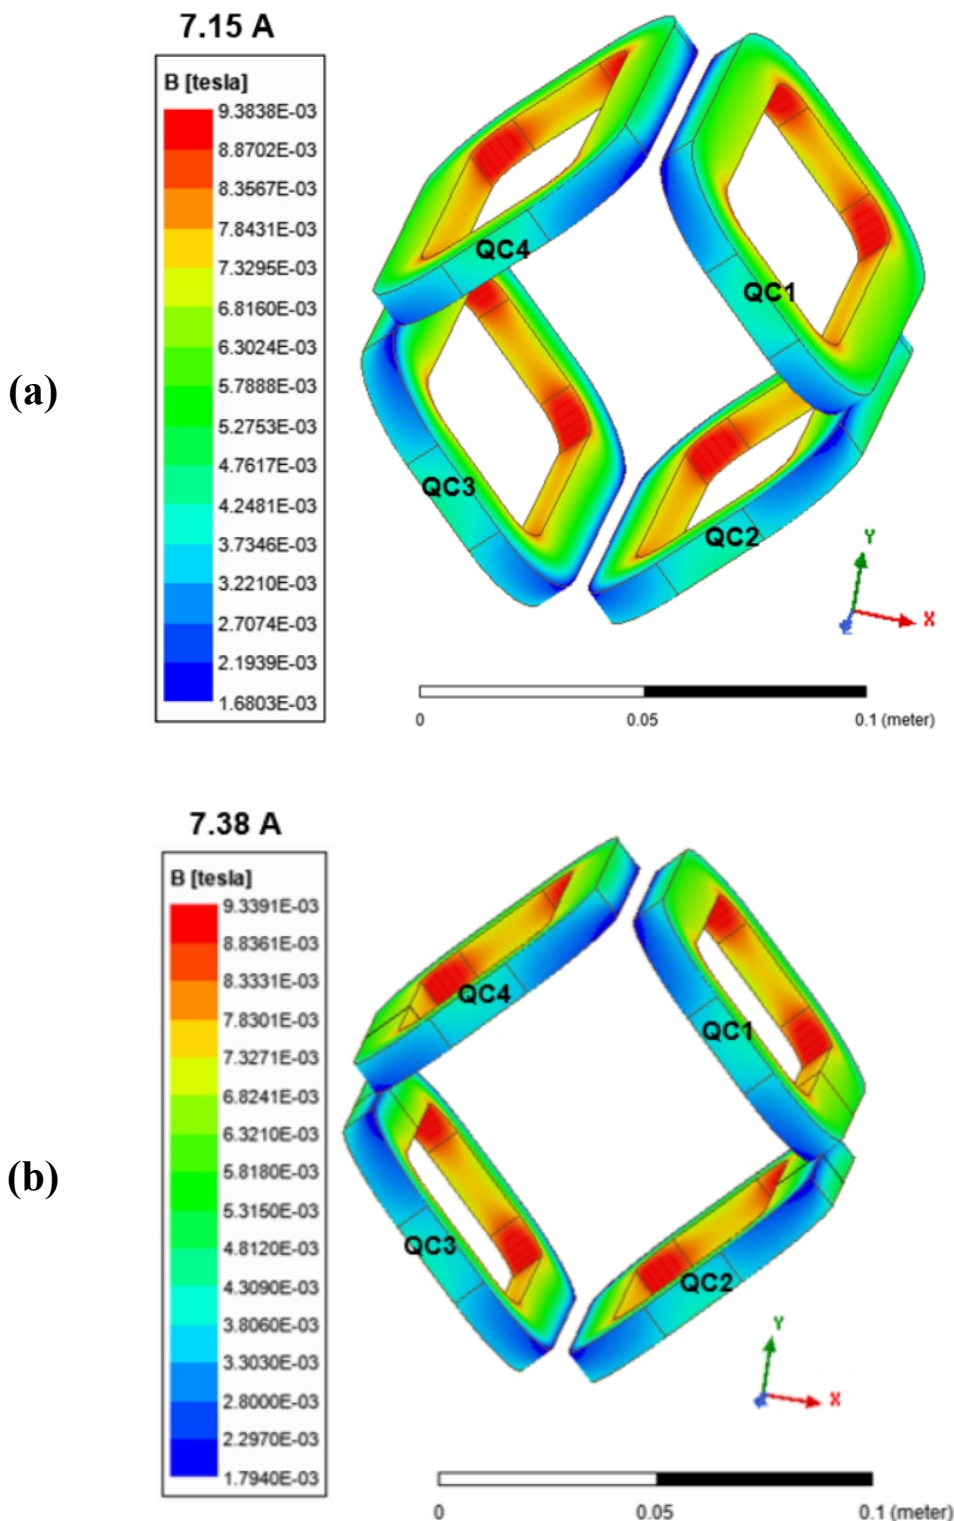 (a)
7.15 A
B [tesla]
9.3838E-03
8.8702E-03
8.3567E-03
7.8431E-03
7.3295E-03
6.8160E-03
6.3024E-03
5.7888E-03
5.2753E-03
4.7617E-03
4.2481E-03
3.7346E-03
3.2210E-03
2.7074E-03
2.1939E-03
1.6803E-03
QC4
QC1
QC3
QC2
Y
X
Z
0
0.05
0.1 (meter)
(b)
7.38 A
B [tesla]
9.3391E-03
8.8361E-03
8.3331E-03
7.8301E-03
7.3271E-03
6.8241E-03
6.3210E-03
5.8180E-03
5.3150E-03
4.8120E-03
4.3090E-03
3.8060E-03
3.3030E-03
2.8000E-03
2.2970E-03
1.7940E-03
QC4
QC1
QC3
QC2
Y
X
0
0.05
0.1 (meter)